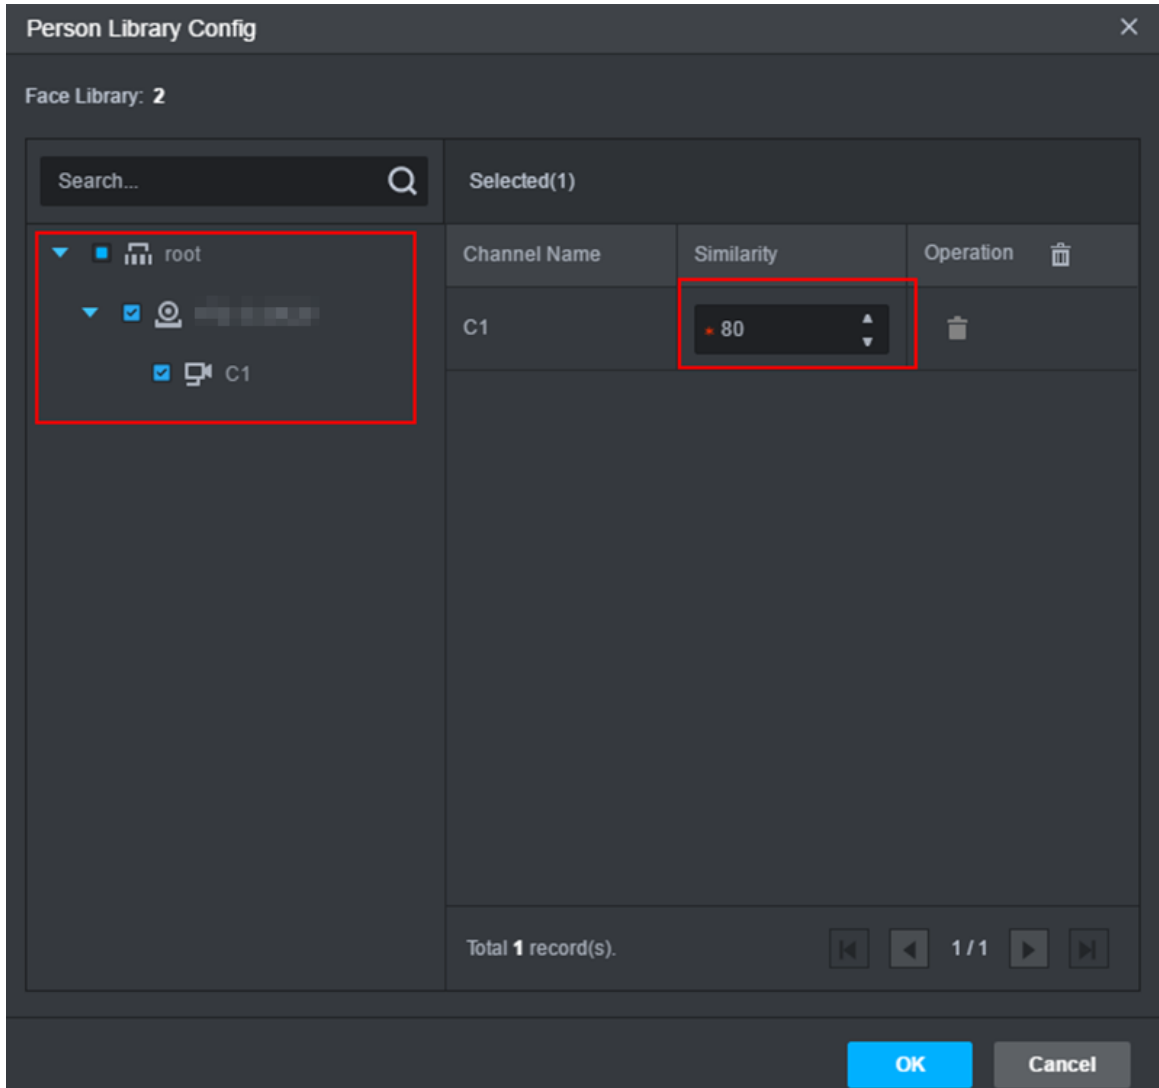 Person Library Config
Face Library: 2
Search...
Selected(1)
root
Channel Name Similarity Operation
C1 * 80
C1
Total 1 record(s).
1 / 1
OK Cancel